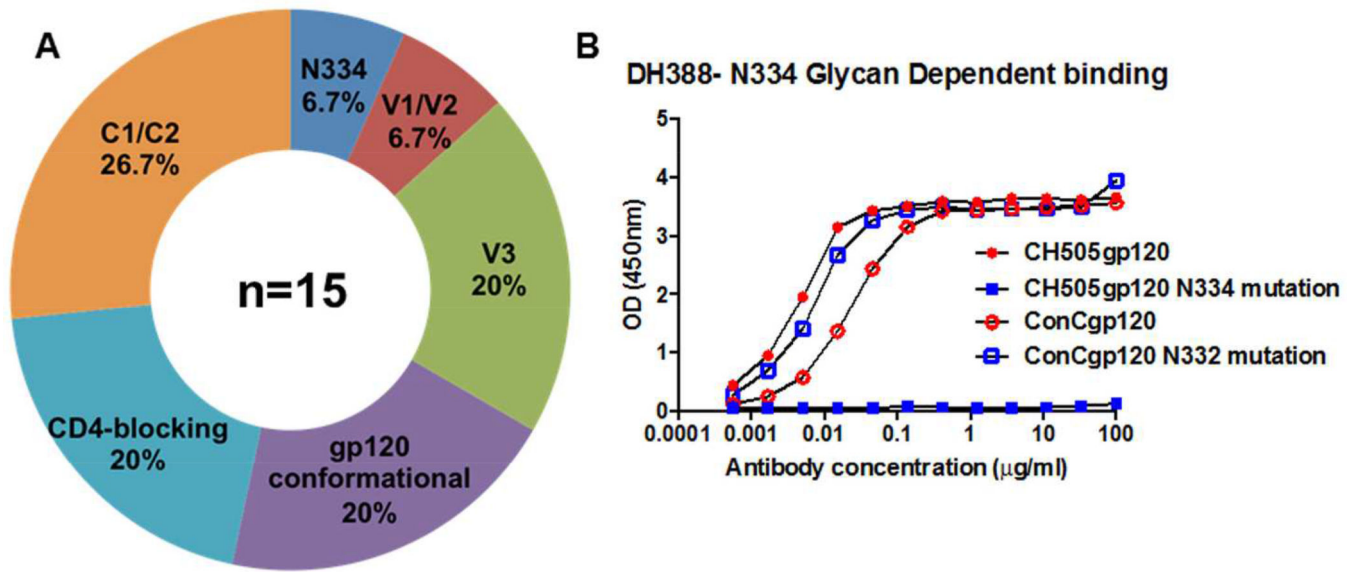 A
N334
6.7%
V1/V2
6.7%
C1/C2
26.7%
V3
20%
n=15
CD4-blocking
20%
gp120
conformational
20%
B
DH388- N334 Glycan Dependent binding
5
4
3
2
1
0
OD (450nm)
0.0001
0.001
0.01
0.1
1
10
100
Antibody concentration (μg/ml)
CH505gp120
CH505gp120 N334 mutation
ConCgp120
ConCgp120 N332 mutation